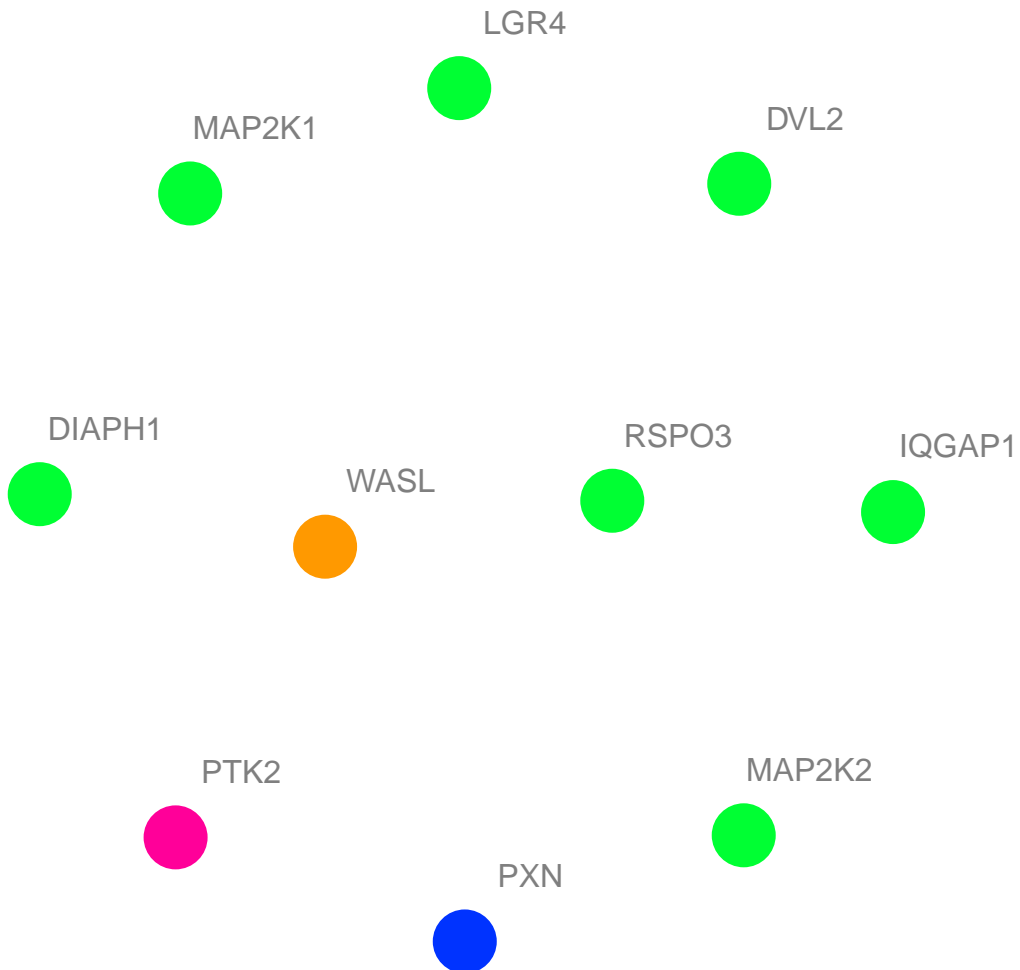 LGR4
MAP2K1
DVL2
DIAPH1
RSPO3
IQGAP1
WASL
PTK2
MAP2K2
PXN